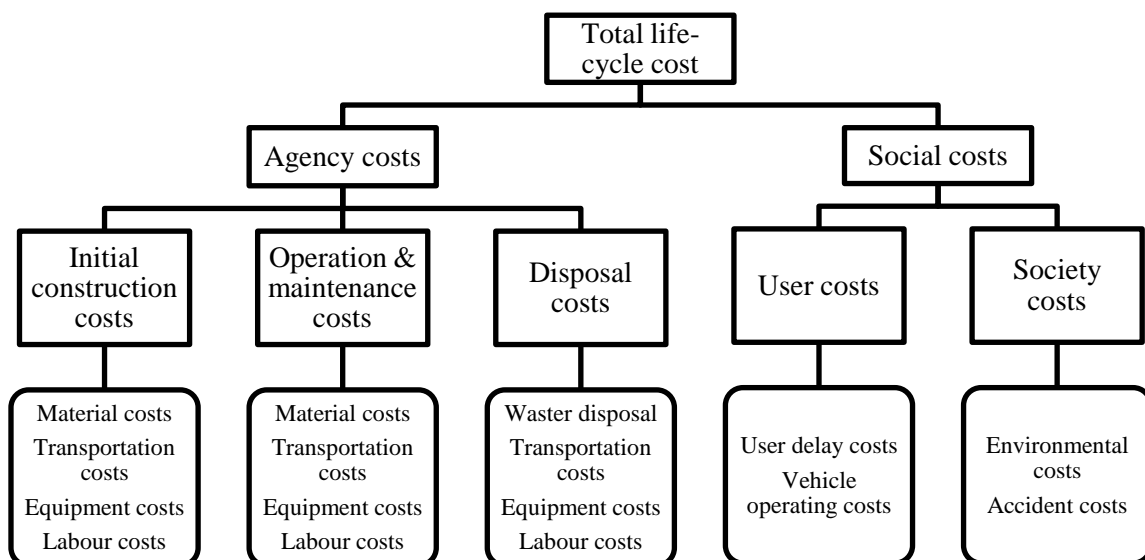 Total life-
cycle cost
Agency costs
Social costs
Initial
construction
costs
Operation &
maintenance
costs
Disposal
costs
User costs
Society
costs
Material costs
Transportation
costs
Equipment costs
Labour costs
Material costs
Transportation
costs
Equipment costs
Labour costs
Waster disposal
Transportation
costs
Equipment costs
Labour costs
User delay costs
Vehicle
operating costs
Environmental
costs
Accident costs